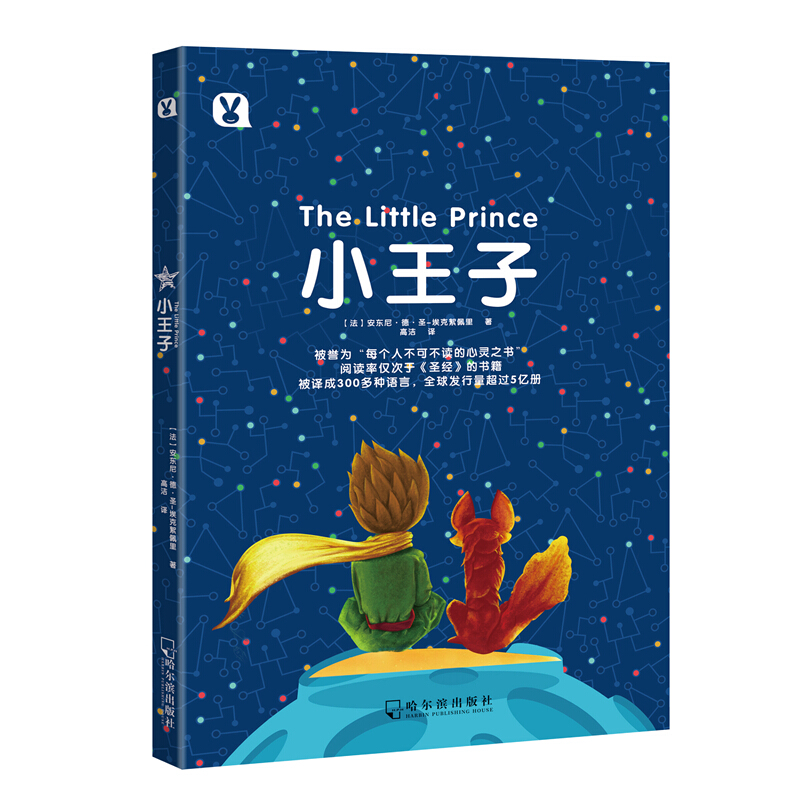 The Little Prince
小王子
【法】安东尼·德·圣-埃克絮佩里 著
高洁 译
被誉为“每个人不可不读的心灵之书”
阅读率仅次于《圣经》的书籍
被译成300多种语言，全球发行量超过5亿册
哈尔滨出版社
HARBIN PUBLISHING HOUSE
The Little Prince
小王子
【法】安东尼·德·圣-埃克絮佩里 著
高洁 译
哈尔滨出版社
HARBIN PUBLISHING HOUSE